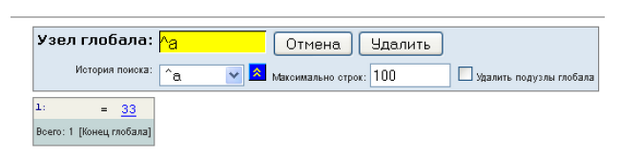 Узел глобала: ^a Отмена Удалить
История поиска: ^a Максимально строк: 100 Удалить подузлы глобала
1: = 33
Всего: 1 [Конец глобала]